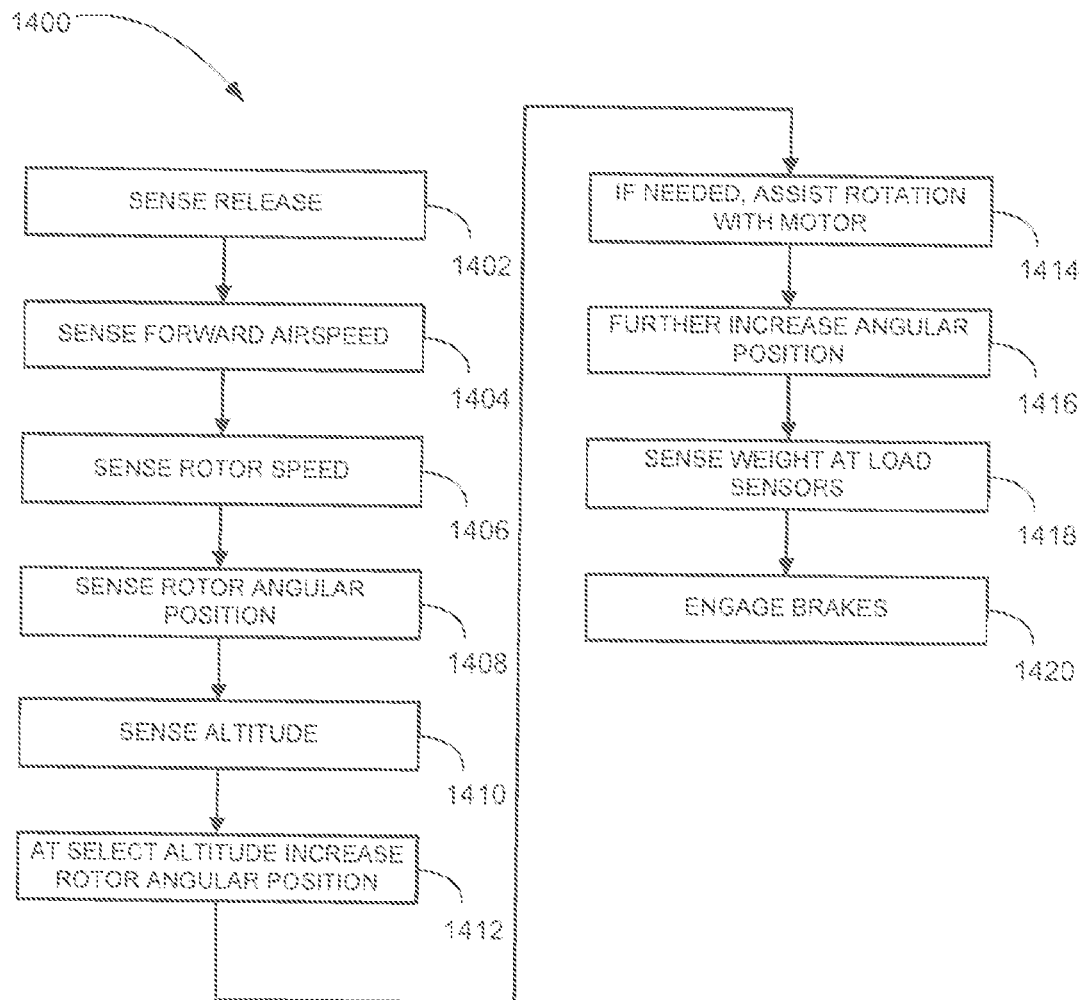 1400
SENSE RELEASE
1402
SENSE FORWARD AIRSPEED
1404
SENSE ROTOR SPEED
1406
SENSE ROTOR ANGULAR
POSITION
1408
SENSE ALTITUDE
1410
AT SELECT ALTITUDE INCREASE
ROTOR ANGULAR POSITION
1412
IF NEEDED, ASSIST ROTATION
WITH MOTOR
1414
FURTHER INCREASE ANGULAR
POSITION
1416
SENSE WEIGHT AT LOAD
SENSORS
1418
ENGAGE BRAKES
1420